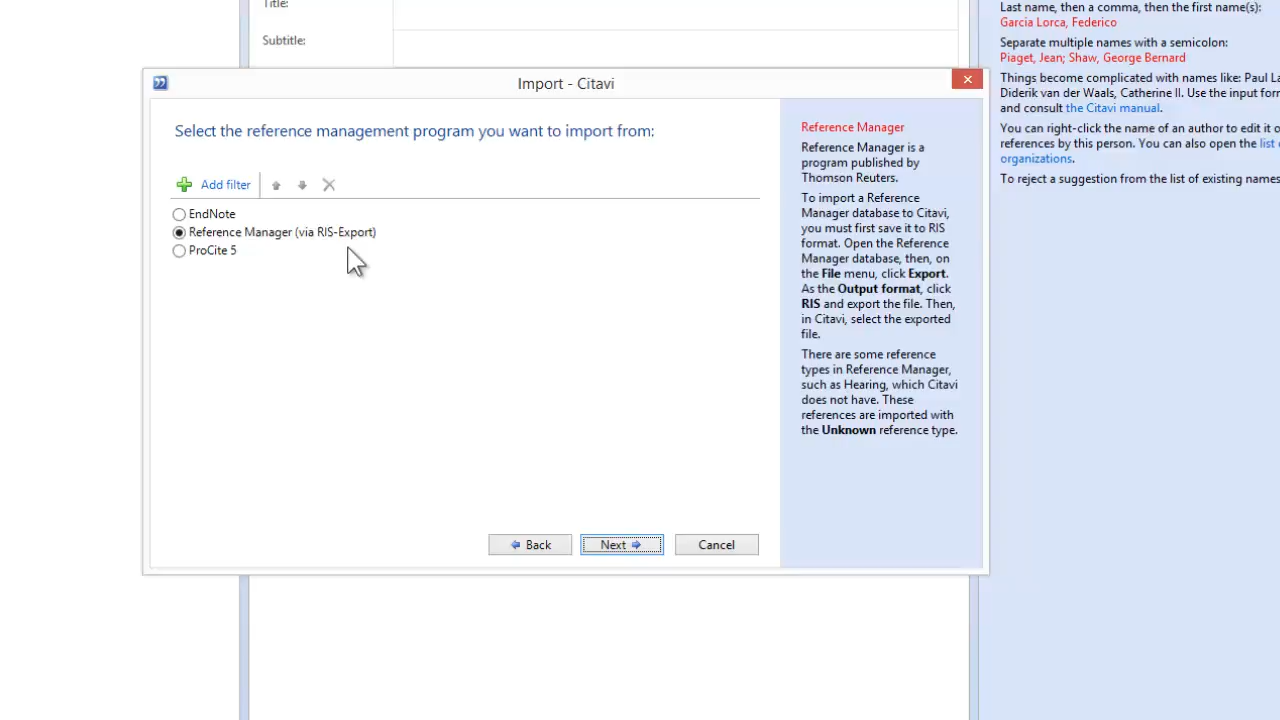 Title:
Subtitle:
Last name, then a comma, then the first name(s):
Garcia Lorca, Federico
Separate multiple names with a semicolon:
Piaget, Jean; Shaw, George Bernard
Things become complicated with names like: Paul La
Diderik van der Waals, Catherine II. Use the input for
and consult the Citavi manual.
You can right-click the name of an author to edit it o
references by this person. You can also open the list
organizations.
To reject a suggestion from the list of existing names
Import - Citavi
Select the reference management program you want to import from:
Add filter
EndNote
Reference Manager (via RIS-Export)
ProCite 5
Reference Manager
Reference Manager is a
program published by
Thomson Reuters.
To import a Reference
Manager database to Citavi,
you must first save it to RIS
format. Open the Reference
Manager database, then, on
the File menu, click Export.
As the Output format, click
RIS and export the file. Then,
in Citavi, select the exported
file.
There are some reference
types in Reference Manager,
such as Hearing, which Citavi
does not have. These
references are imported with
the Unknown reference type.
Back
Next
Cancel